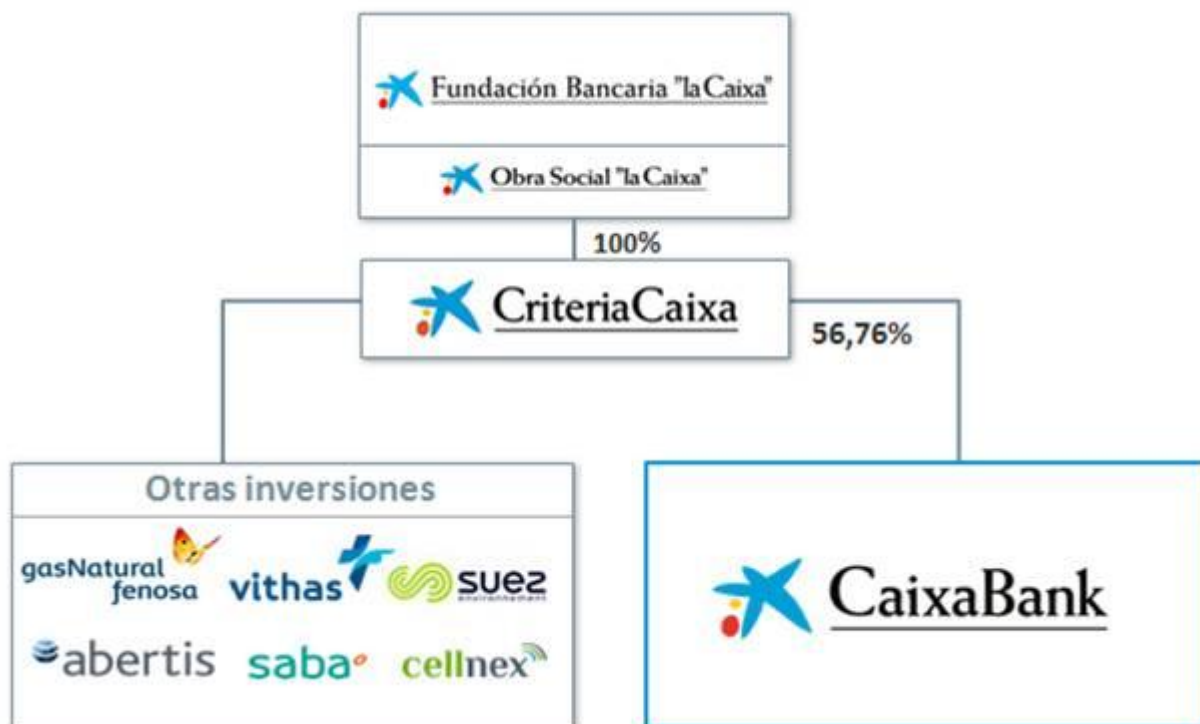 Fundación Bancaria "la Caixa"
Obra Social "la Caixa"
100%
CriteriaCaixa
56,76%
Otras inversiones
gasNatural
fenosa
vithas
suez
environnement
abertis
saba
cellnex
CaixaBank